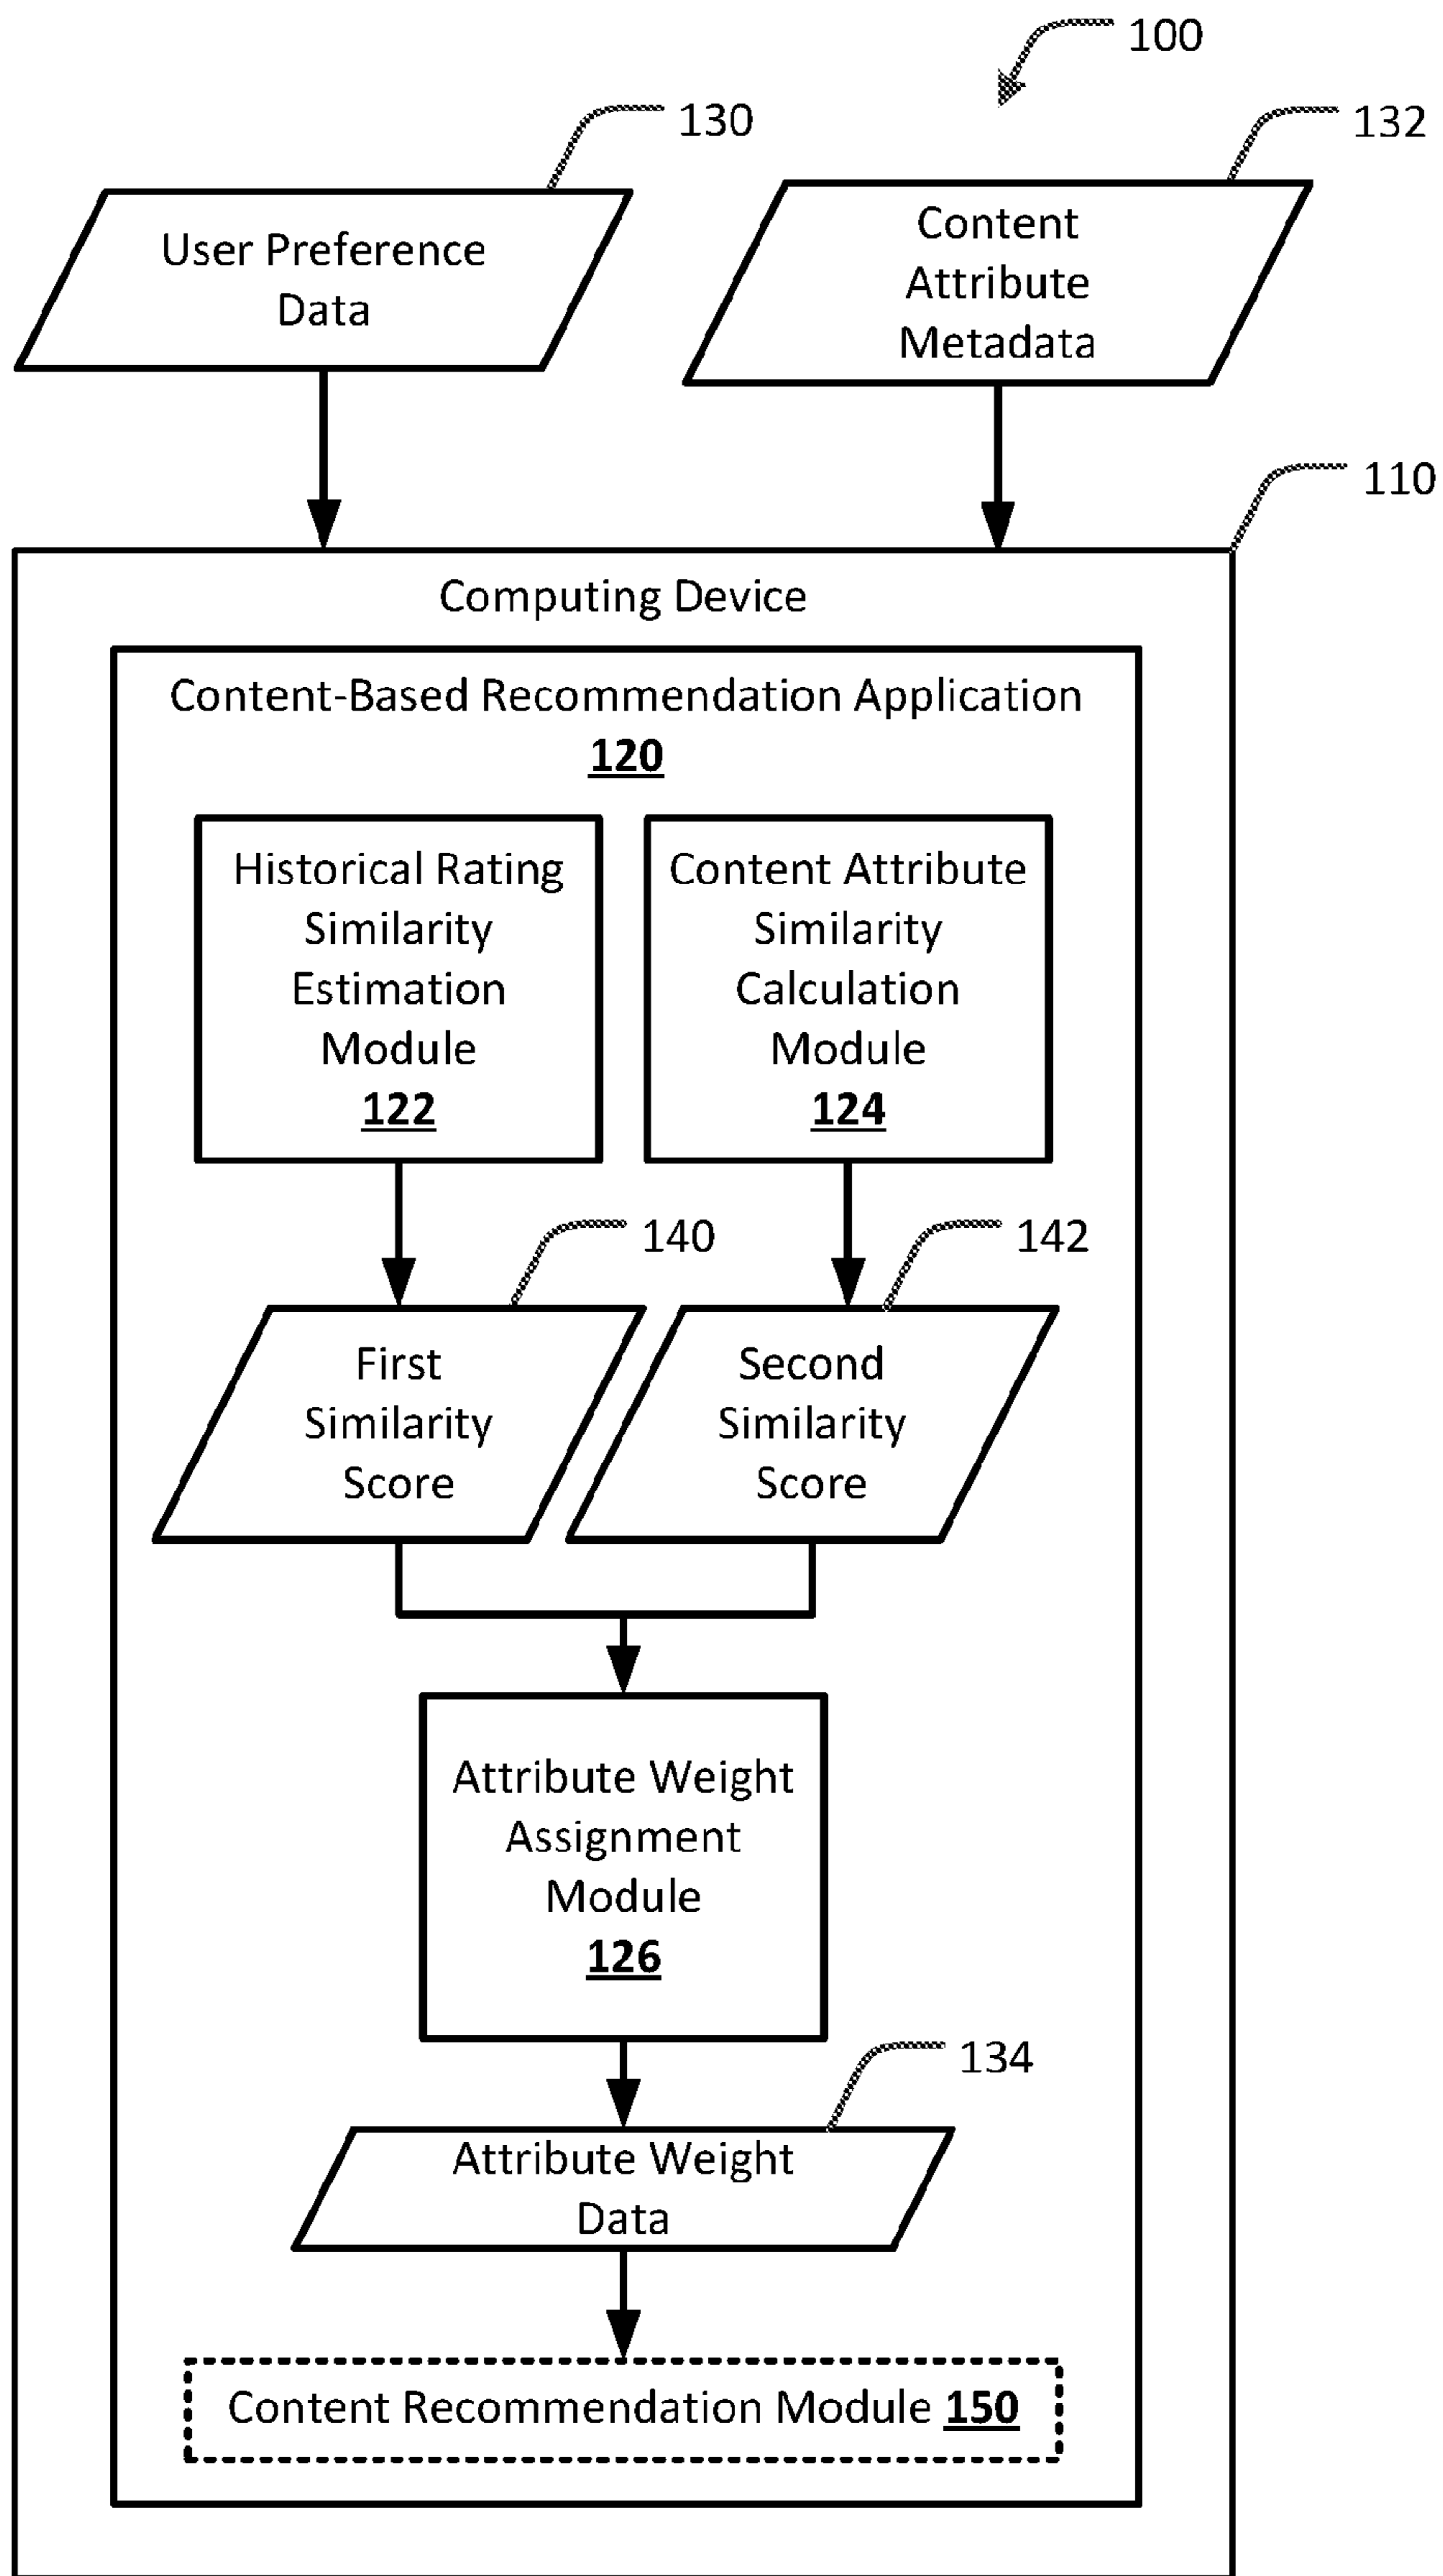 100
130
132
User Preference
Data
Content
Attribute
Metadata
110
Computing Device
Content-Based Recommendation Application
120
Historical Rating
Similarity
Estimation
Module
122
Content Attribute
Similarity
Calculation
Module
124
140
142
First
Similarity
Score
Second
Similarity
Score
Attribute Weight
Assignment
Module
126
134
Attribute Weight
Data
Content Recommendation Module 150